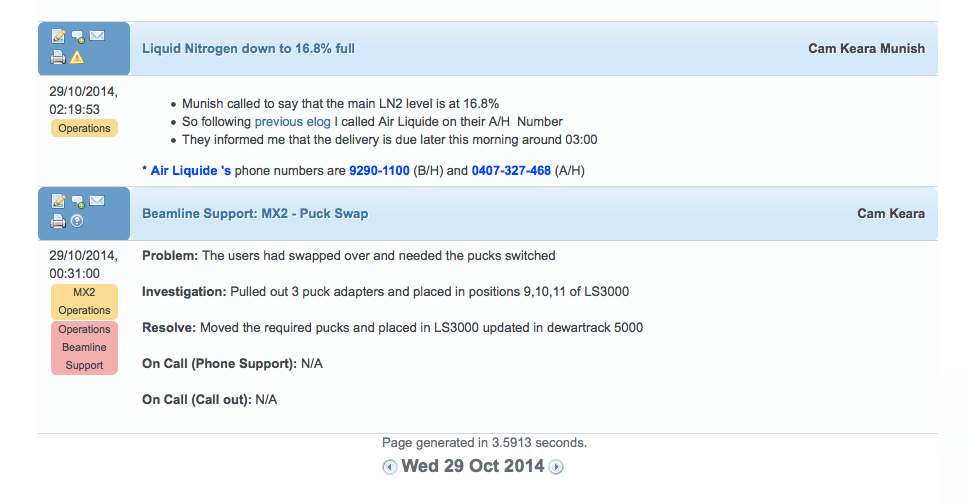 Liquid Nitrogen down to 16.8% full
Cam Keara Munish
29/10/2014,
02:19:53
Operations
• Munish called to say that the main LN2 level is at 16.8%
• So following previous elog I called Air Liquide on their A/H Number
• They informed me that the delivery is due later this morning around 03:00
* Air Liquide 's phone numbers are 9290-1100 (B/H) and 0407-327-468 (A/H)
Beamline Support: MX2 - Puck Swap
Cam Keara
29/10/2014,
00:31:00
MX2
Operations
Operations
Beamline
Support
Problem: The users had swapped over and needed the pucks switched
Investigation: Pulled out 3 puck adapters and placed in positions 9,10,11 of LS3000
Resolve: Moved the required pucks and placed in LS3000 updated in dewartrack 5000
On Call (Phone Support): N/A
On Call (Call out): N/A
Page generated in 3.5913 seconds.
Wed 29 Oct 2014